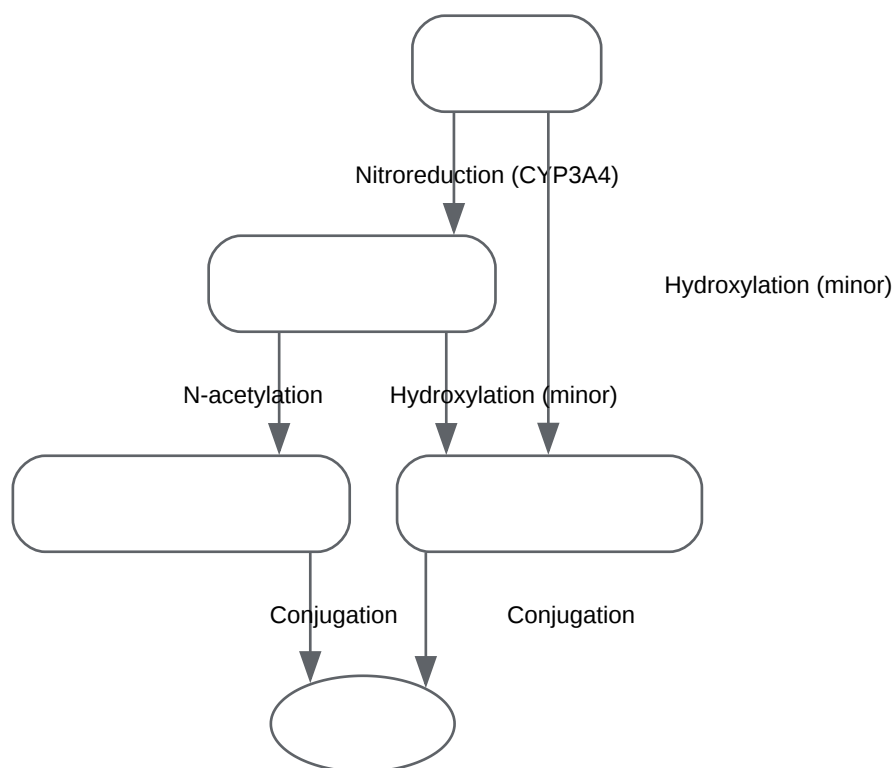 Nitroreduction (CYP3A4)
Hydroxylation (minor)
N-acetylation
Hydroxylation (minor)
Conjugation
Conjugation